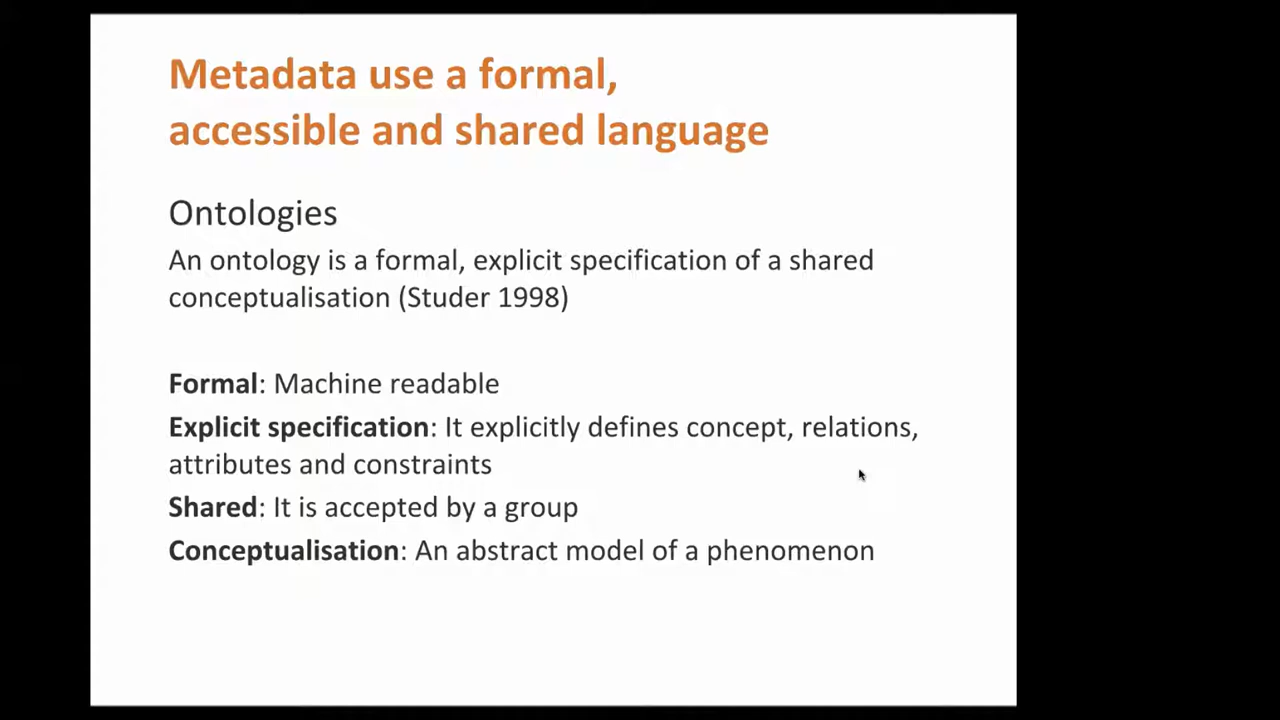 Metadata use a formal,
accessible and shared language
Ontologies
An ontology is a formal, explicit specification of a shared
conceptualisation (Studer 1998)
Formal: Machine readable
Explicit specification: It explicitly defines concept, relations,
attributes and constraints
Shared: It is accepted by a group
Conceptualisation: An abstract model of a phenomenon